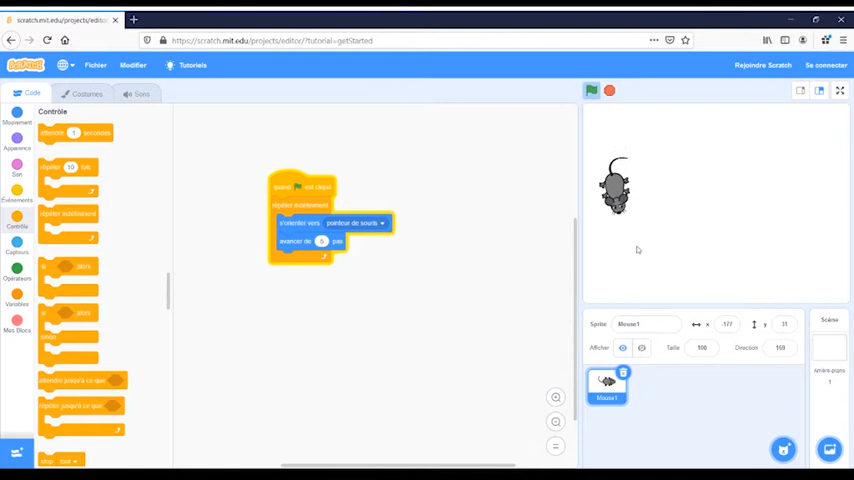 scratch.mit.edu/projects/editor
https://scratch.mit.edu/projects/editor/?tutorial=getStarted
SCRATCH
Fichier
Modifier
Tutoriels
Rejoindre Scratch
Se connecter
Code
Costumes
Sons
Mouvement
Apparence
Son
Événements
Contrôle
Capteurs
Opérateurs
Variables
Mes Blocs
Contrôle
attendre 1 secondes
répéter 10 fois
répéter indéfiniment
si alors
si alors
sinon
attendre jusqu'à ce que
répéter jusqu'à ce que
stop tout
quand est cliqué
répéter indéfiniment
s'orienter vers pointeur de souris
avancer de 5 pas
Sprite Mouse1 x -177 y 31
Afficher Taille 100 Direction 169
Mouse1
Scène
Arrière-plans
1